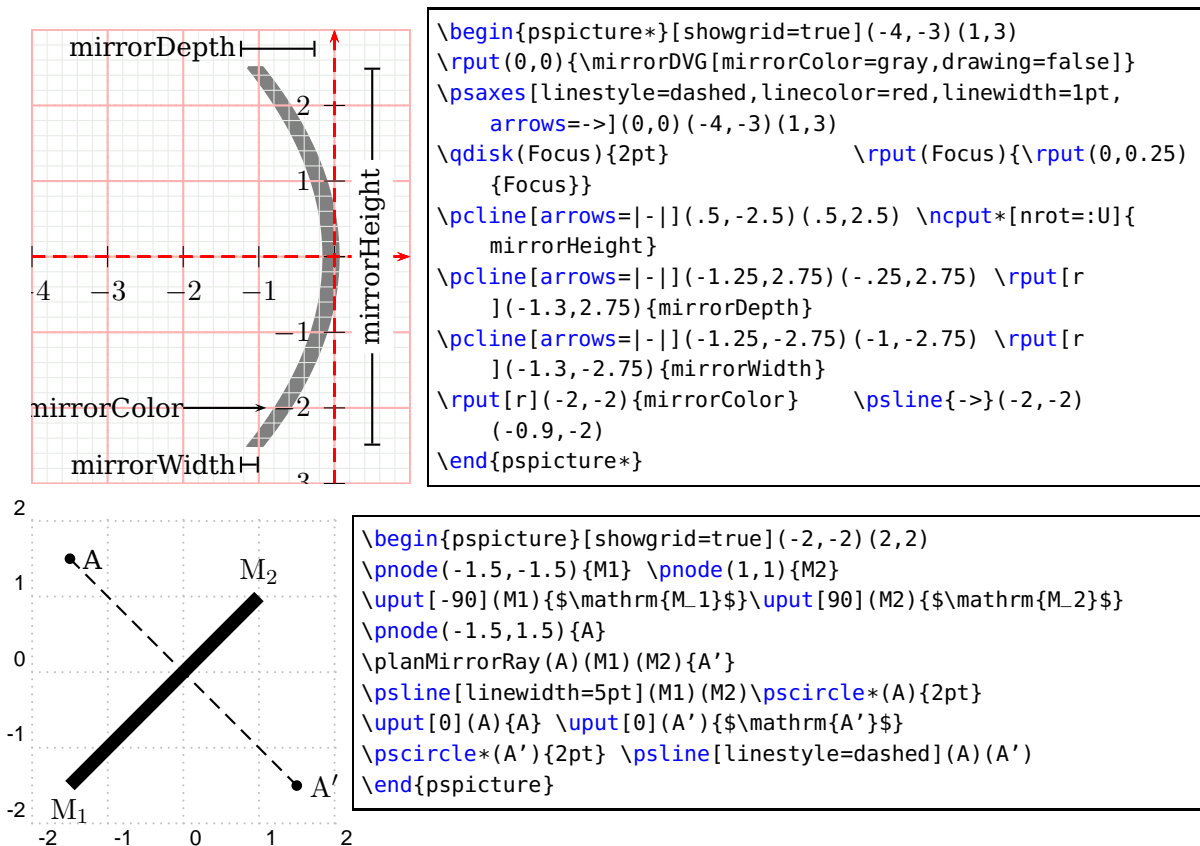 mirrorDepth
2
1
mirrorHeight
-4
−3
−2
−1
−1
mirrorColor
−2
mirrorWidth
3
\begin{pspicture*}[showgrid=true](-4,-3)(1,3)
\rput(0,0){\mirrorDVG[mirrorColor=gray,drawing=false]}
\psaxes[linestyle=dashed,linecolor=red,linewidth=1pt,
arrows=->](0,0)(-4,-3)(1,3)
\qdisk(Focus){2pt} \rput(Focus){\rput(0,0.25)
{Focus}}
\pcline[arrows=|-|](.5,-2.5)(.5,2.5) \ncput*[nrot=:U]{
mirrorHeight}
\pcline[arrows=|-|](-1.25,2.75)(-.25,2.75) \rput[r
](-1.3,2.75){mirrorDepth}
\pcline[arrows=|-|](-1.25,-2.75)(-1,-2.75) \rput[r
](-1.3,-2.75){mirrorWidth}
\rput[r](-2,-2){mirrorColor} \psline{->}(-2,-2)
(-0.9,-2)
\end{pspicture*}
2
A
M2
1
0
-1
A′
-2
M1
-2 -1 0 1 2
\begin{pspicture}[showgrid=true](-2,-2)(2,2)
\pnode(-1.5,-1.5){M1} \pnode(1,1){M2}
\uput[-90](M1){$\mathrm{M_1}$}\uput[90](M2){$\mathrm{M_2}$}
\pnode(-1.5,1.5){A}
\planMirrorRay(A)(M1)(M2){A’}
\psline[linewidth=5pt](M1)(M2)\pscircle*(A){2pt}
\uput[0](A){A} \uput[0](A’){$\mathrm{A’}$}
\pscircle*(A’){2pt} \psline[linestyle=dashed](A)(A’)
\end{pspicture}